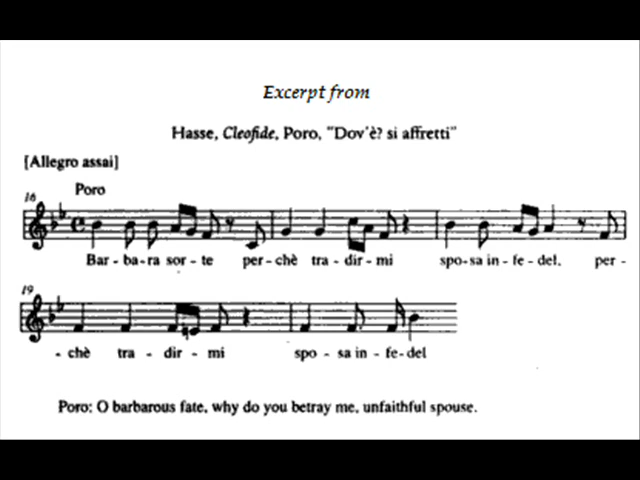 Excerpt from
Hasse, Cleofide, Poro, "Dov'è? si affretti"
[Allegro assai]
16 Poro
Bar - ba - ra sor - te per - chè tra - dir - mi spo - sa in - fe - del, per -
19
- chè tra - dir - mi spo - sa in - fe - del
Poro: O barbarous fate, why do you betray me, unfaithful spouse.